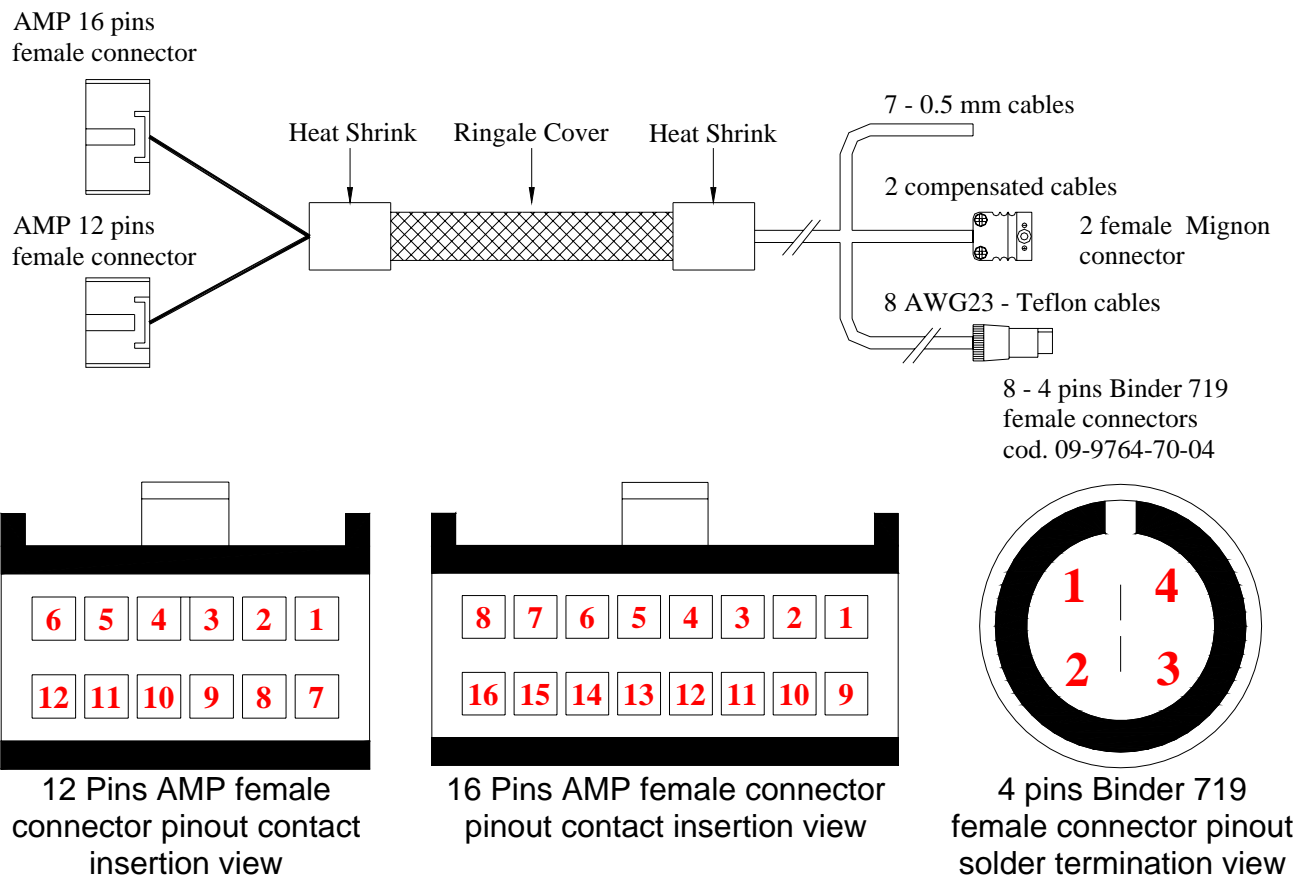 AMP 16 pins
female connector
7 - 0.5 mm cables
Heat Shrink
Ringale Cover
Heat Shrink
2 compensated cables
AMP 12 pins
female connector
2 female Mignon
connector
8 AWG23 - Teflon cables
8 - 4 pins Binder 719
female connectors
cod. 09-9764-70-04
6 5 4 3 2 1
12 11 10 9 8 7
12 Pins AMP female
connector pinout contact
insertion view
8 7 6 5 4 3 2 1
16 15 14 13 12 11 10 9
16 Pins AMP female connector
pinout contact insertion view
1 4
2 3
4 pins Binder 719
female connector pinout
solder termination view